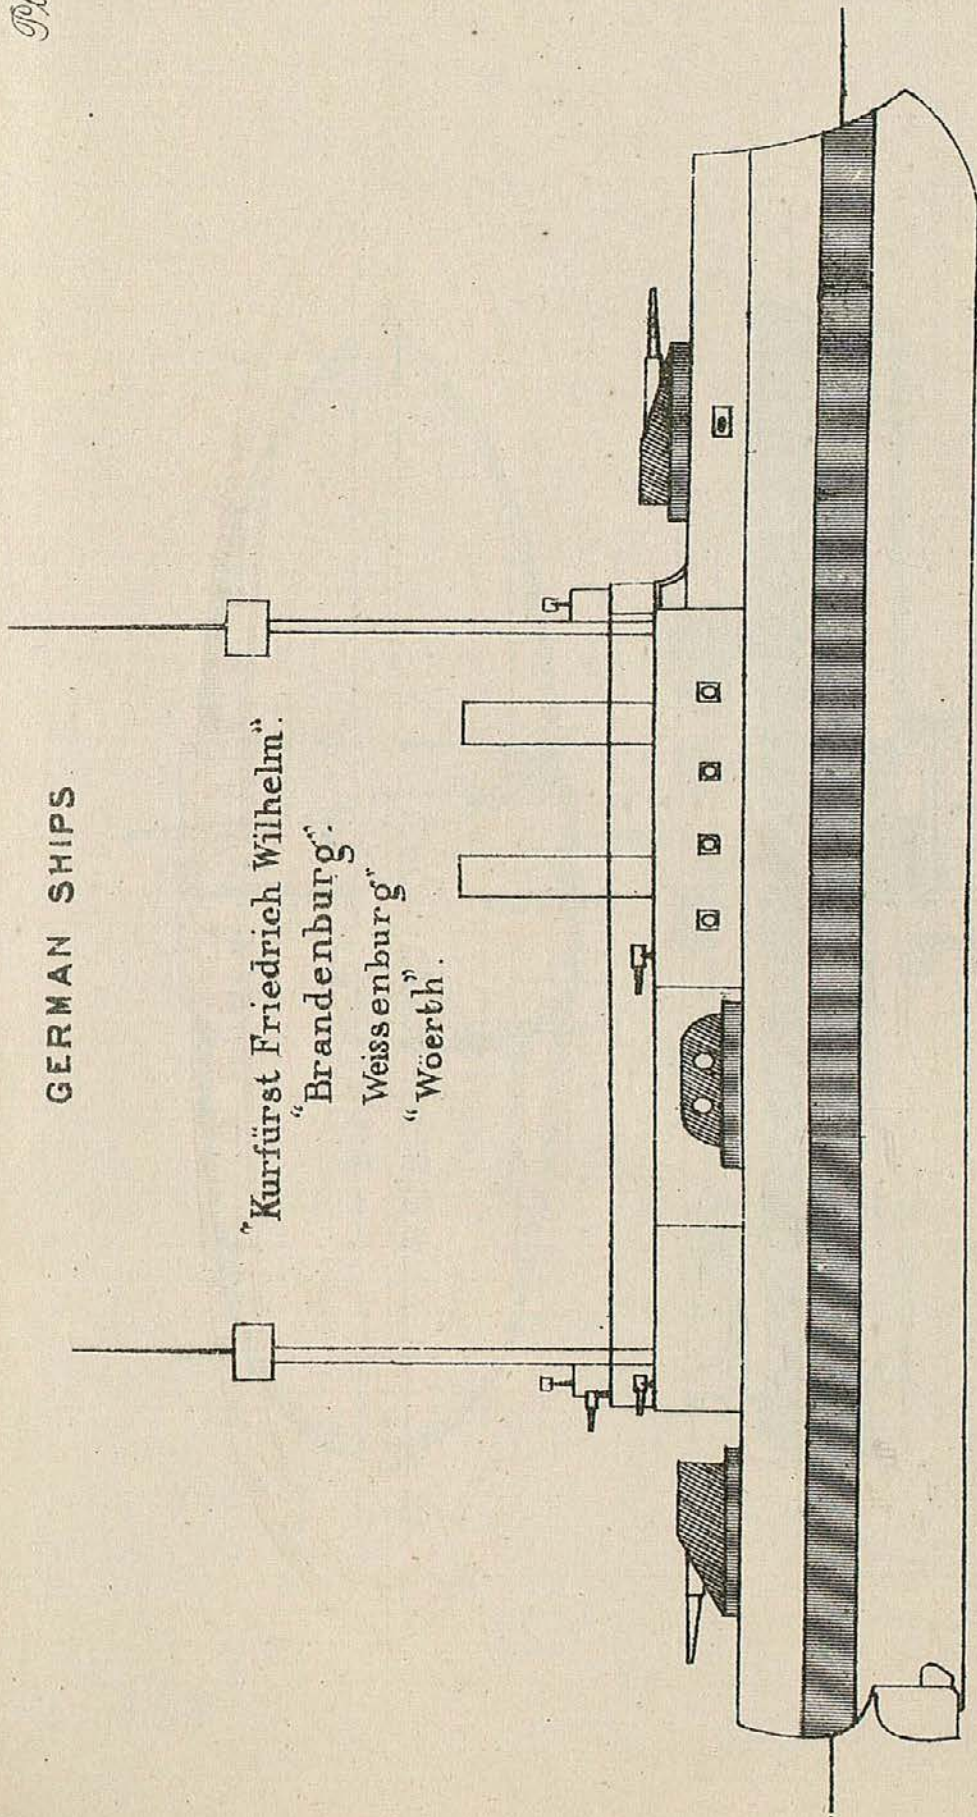 GERMAN SHIPS
"Kurfürst Friedrich Wilhelm".
"Brandenburg".
Weissenburg"
"Wöerth".